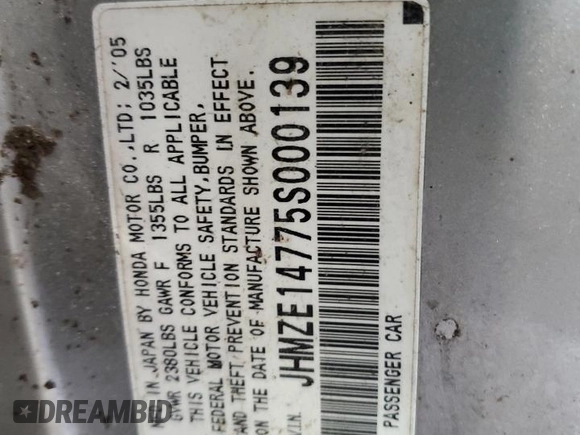 IN JAPAN BY HONDA MOTOR CO.,LTD; 2/'05
GVWR 2380LBS GAWR F 1355LBS R 1035LBS
THIS VEHICLE CONFORMS TO ALL APPLICABLE
FEDERAL MOTOR VEHICLE SAFETY,BUMPER,
AND THEFT PREVENTION STANDARDS IN EFFECT
ON THE DATE OF MANUFACTURE SHOWN ABOVE.
V.I.N. JHMZE14775S000139
PASSENGER CAR
DREAMBID